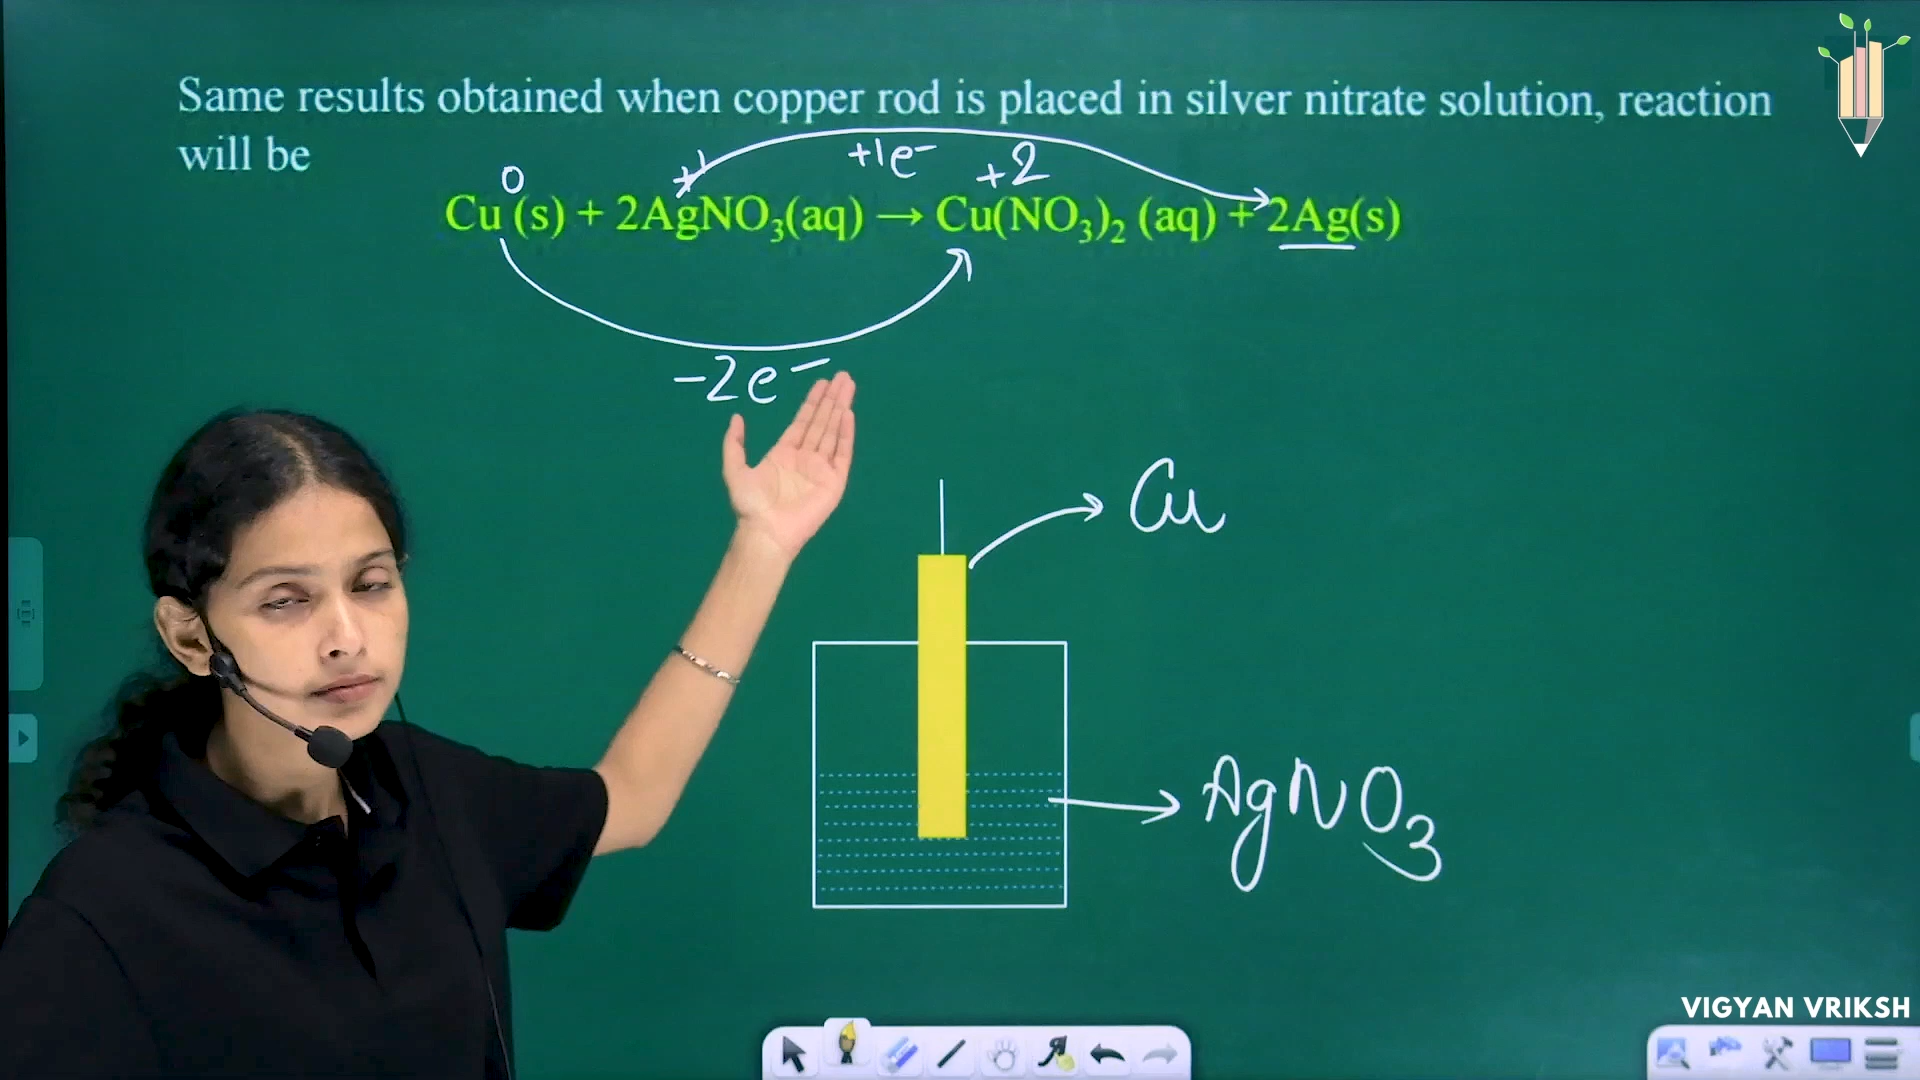 Same results obtained when copper rod is placed in silver nitrate solution, reaction
will be
+1e⁻
0 +1 +2
Cu (s) + 2AgNO₃(aq) → Cu(NO₃)₂ (aq) + 2Ag(s)
-2e⁻
Cu
AgNO₃
VIGYAN VRIKSH